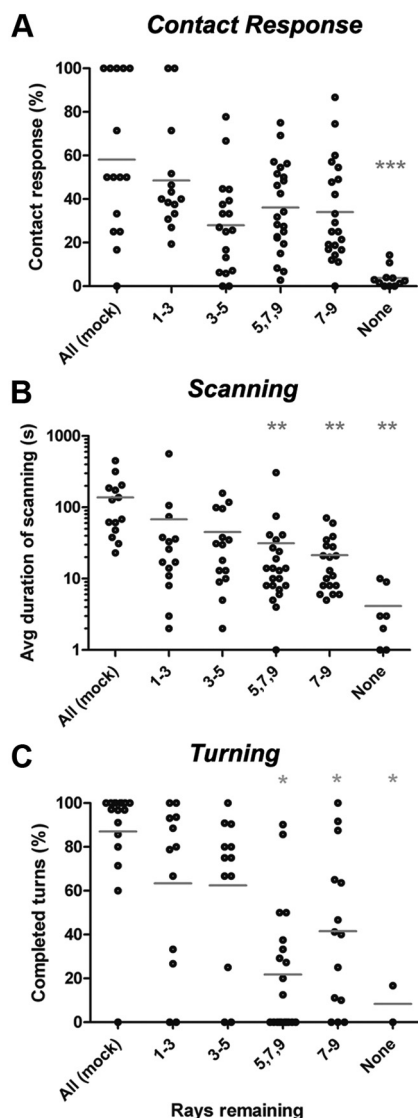 A Contact Response
Contact response (%)
100
80
60
40
20
0
***
All (mock) 1-3 3-5 5,7,9 7-9 None
B Scanning
Avg duration of scanning (s)
1000
100
10
1
** ** **
All (mock) 1-3 3-5 5,7,9 7-9 None
C Turning
Completed turns (%)
100
80
60
40
20
0
* * *
All (mock) 1-3 3-5 5,7,9 7-9 None
Rays remaining